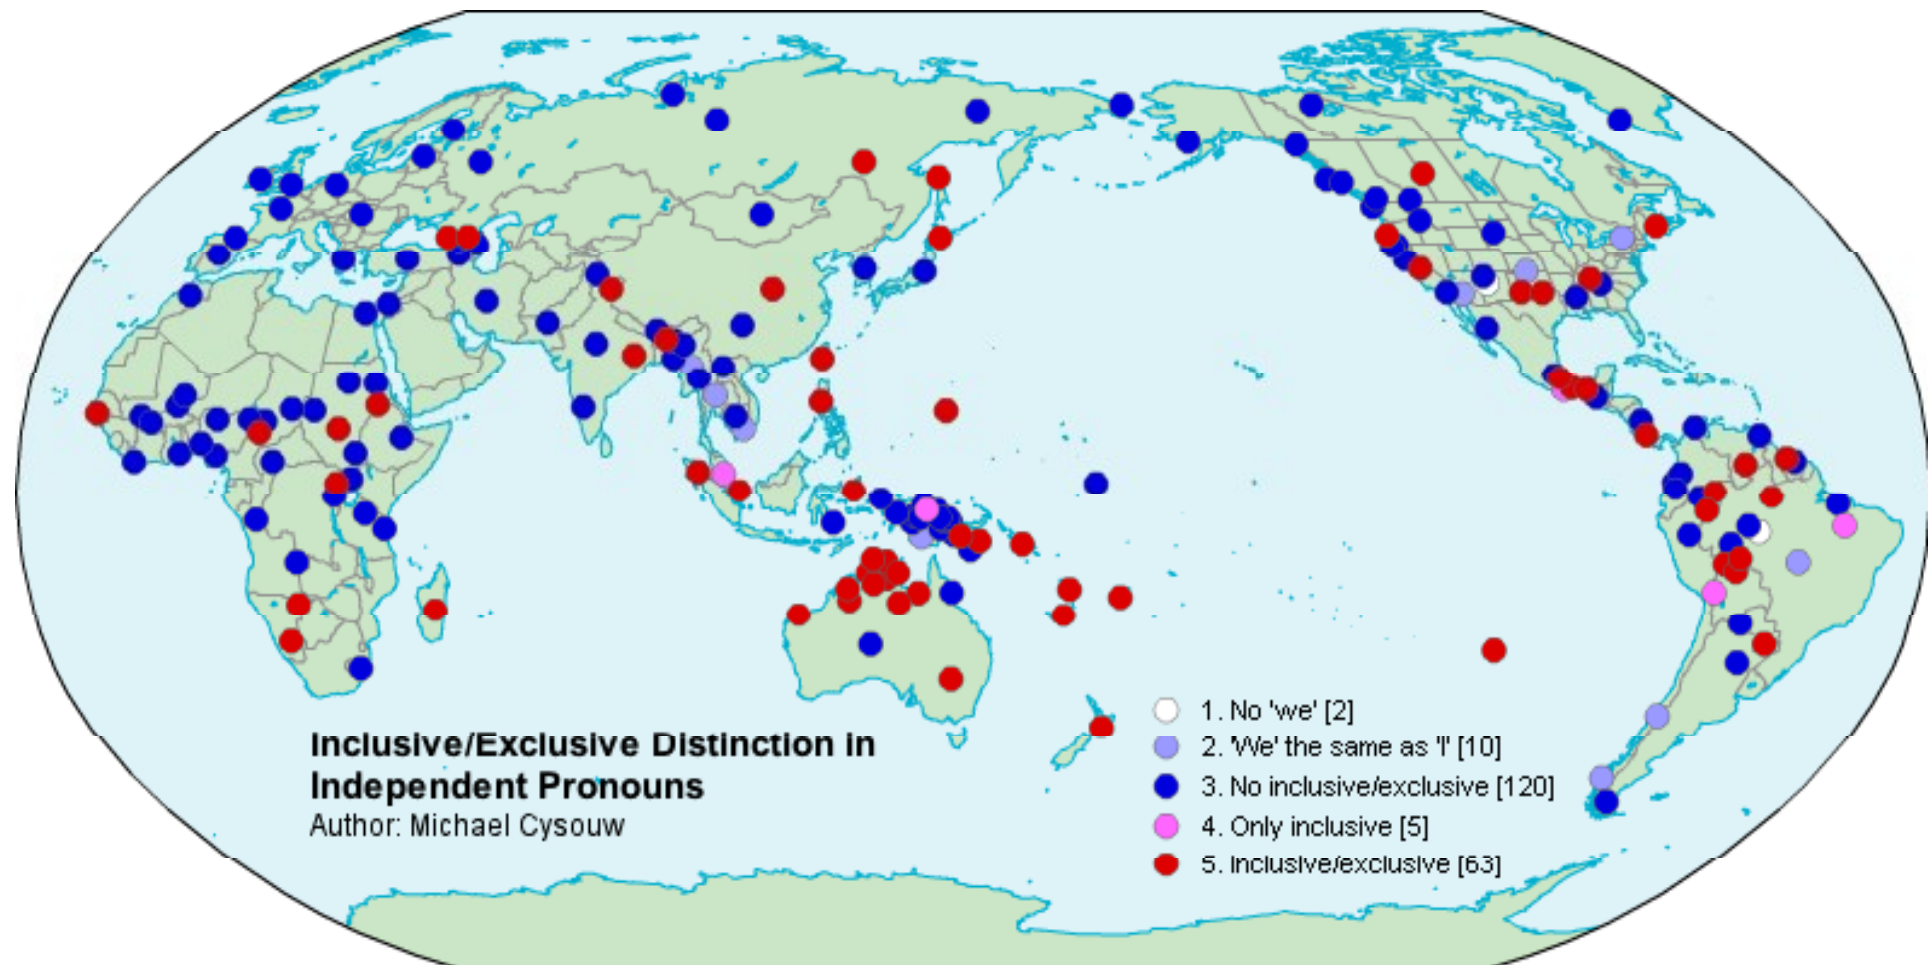 Inclusive/Exclusive Distinction in
Independent Pronouns
Author: Michael Cysouw
1. No 'we' [2]
2. 'We' the same as 'I' [10]
3. No inclusive/exclusive [120]
4. Only inclusive [5]
5. Inclusive/exclusive [63]